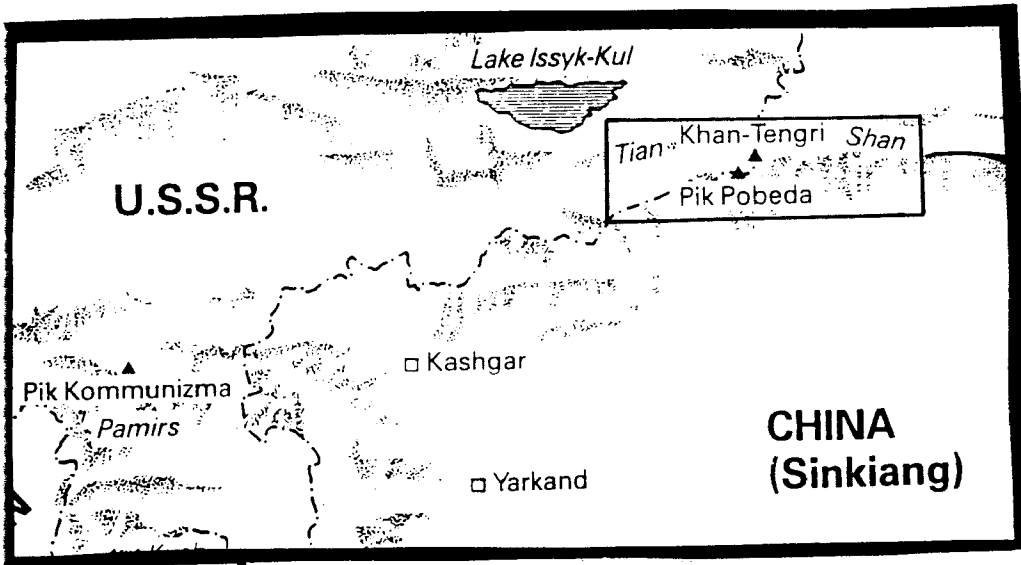 Lake Issyk-Kul
Tian Khan-Tengri Shan
Pik Pobeda
U.S.S.R.
Kashgar
Pik Kommunizma
Pamirs
CHINA
(Sinkiang)
Yarkand